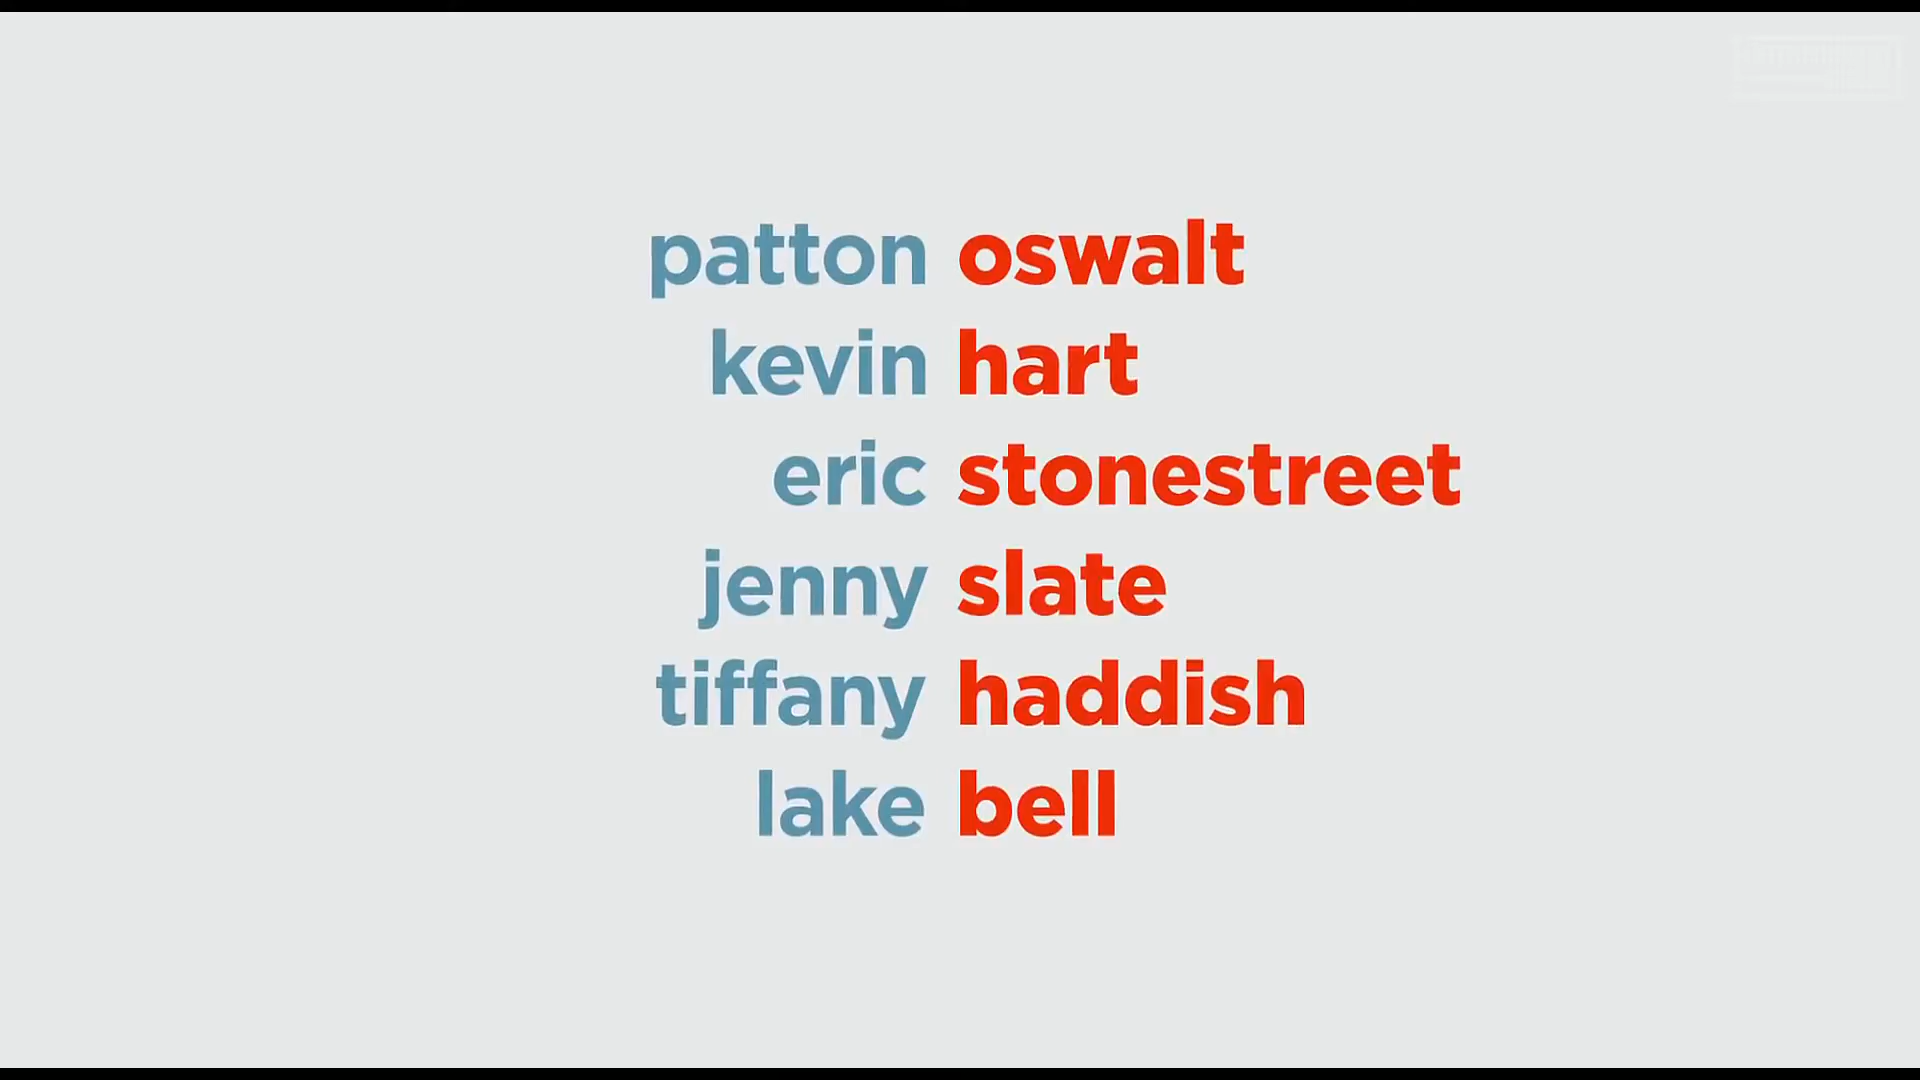 patton oswalt
kevin hart
eric stonestreet
jenny slate
tiffany haddish
lake bell